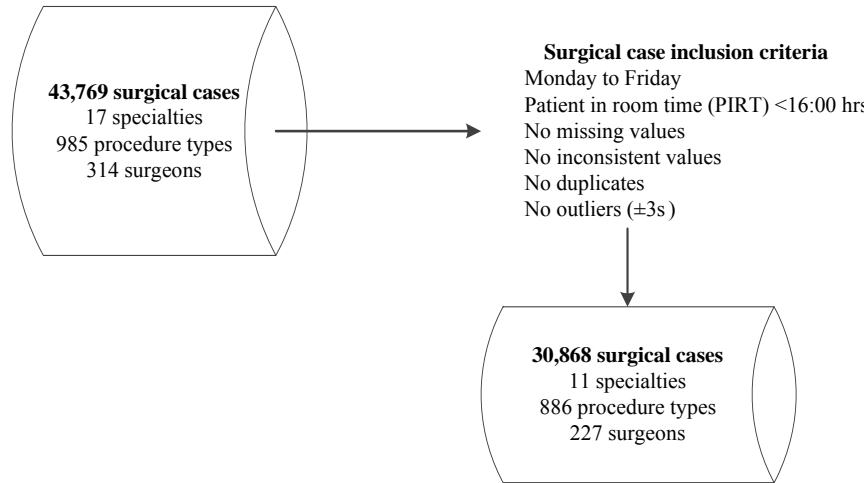 43,769 surgical cases
17 specialties
985 procedure types
314 surgeons
Surgical case inclusion criteria
Monday to Friday
Patient in room time (PIRT) <16:00 hrs
No missing values
No inconsistent values
No duplicates
No outliers (±3s )
30,868 surgical cases
11 specialties
886 procedure types
227 surgeons